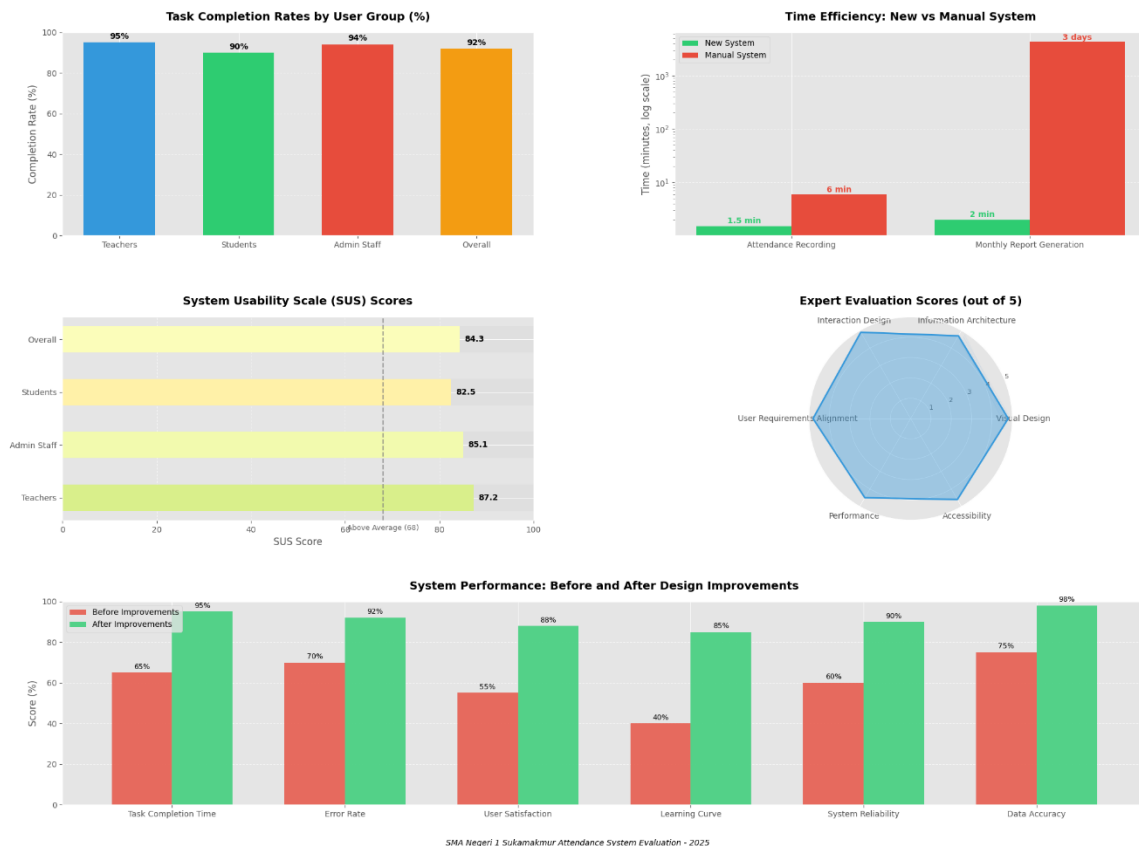 Task Completion Rates by User Group (%)
95%
90%
94%
92%
100
80
60
40
20
0
Completion Rate (%)
Teachers
Students
Admin Staff
Overall
Time Efficiency: New vs Manual System
New System
Manual System
3 days
6 min
1.5 min
2 min
10³
10²
10¹
Time (minutes, log scale)
Attendance Recording
Monthly Report Generation
System Usability Scale (SUS) Scores
Overall
84.3
Students
82.5
Admin Staff
85.1
Teachers
87.2
0
20
40
60
80
100
Above Average (68)
SUS Score
Expert Evaluation Scores (out of 5)
Interaction Design
Information Architecture
User Requirements Alignment
Visual Design
1
2
3
4
5
Performance
Accessibility
System Performance: Before and After Design Improvements
Before Improvements
After Improvements
100
80
60
40
20
0
Score (%)
65%
95%
70%
92%
55%
88%
40%
85%
60%
90%
75%
98%
Task Completion Time
Error Rate
User Satisfaction
Learning Curve
System Reliability
Data Accuracy
SMA Negeri 1 Sukamakmur Attendance System Evaluation - 2025